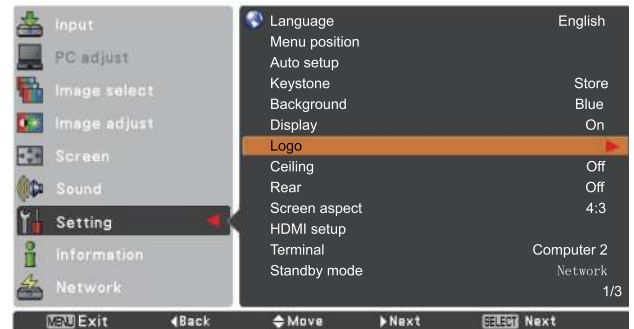 Input
PC adjust
Image select
Image adjust
Screen
Sound
Setting
Information
Network
Language English
Menu position
Auto setup
Keystone Store
Background Blue
Display On
Logo
Ceiling Off
Rear Off
Screen aspect 4:3
HDMI setup
Terminal Computer 2
Standby mode Network
1/3
MENU Exit Back Move Next SELECT Next